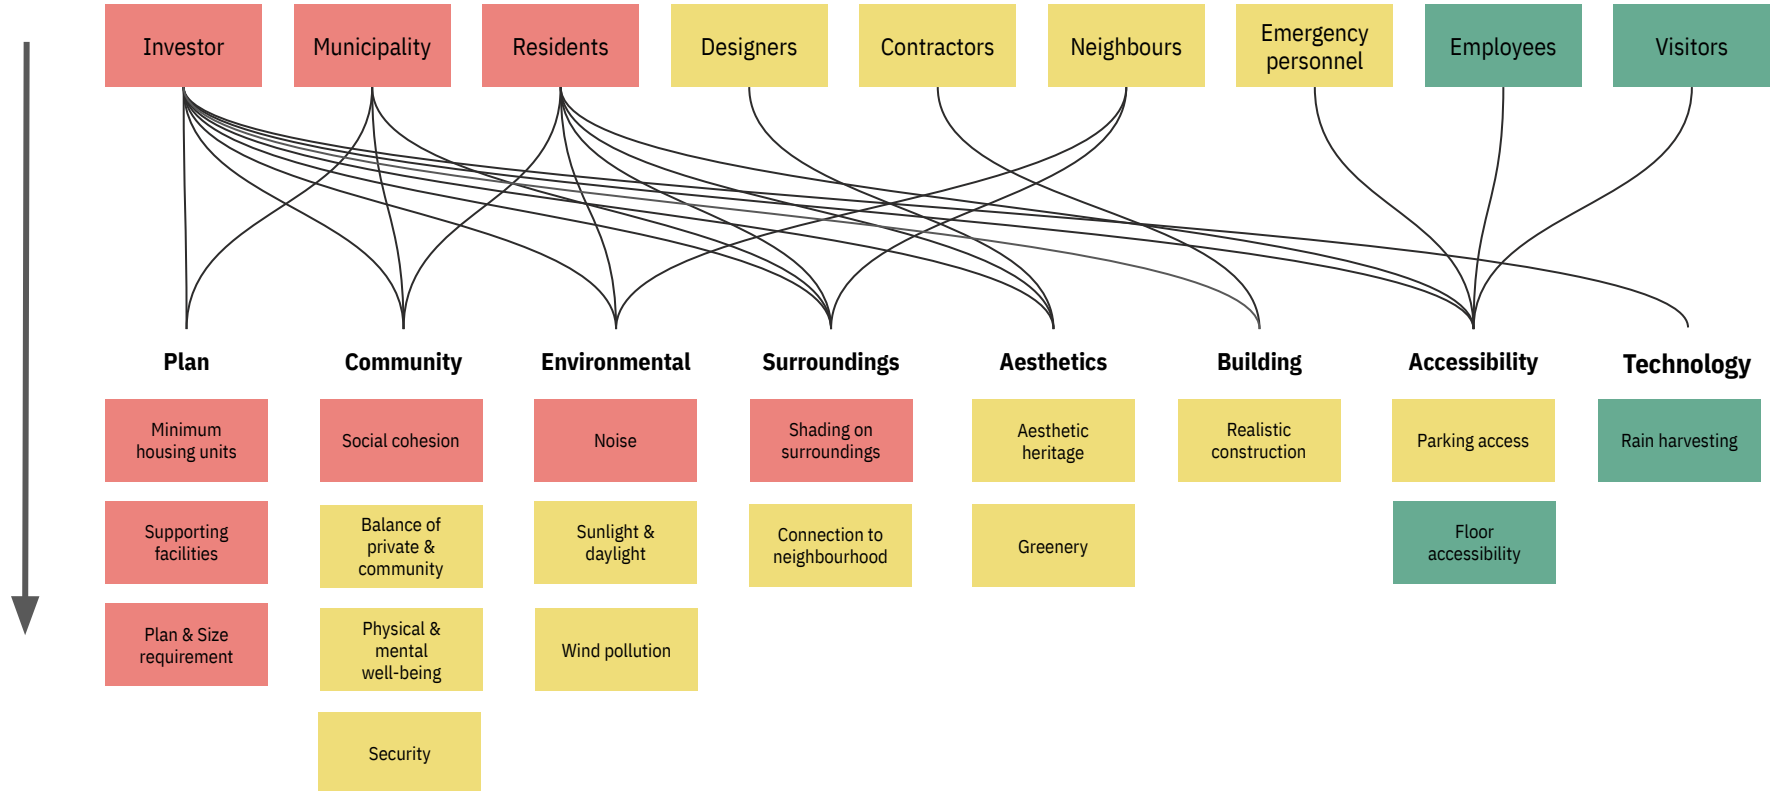 Investor
Municipality
Residents
Designers
Contractors
Neighbours
Emergency
personnel
Employees
Visitors
Plan
Community
Environmental
Surroundings
Aesthetics
Building
Accessibility
Technology
Minimum
housing units
Social cohesion
Noise
Shading on
surroundings
Aesthetic
heritage
Realistic
construction
Parking access
Rain harvesting
Supporting
facilities
Balance of
private &
community
Sunlight &
daylight
Connection to
neighbourhood
Greenery
Floor
accessibility
Plan & Size
requirement
Physical &
mental
well-being
Wind pollution
Security